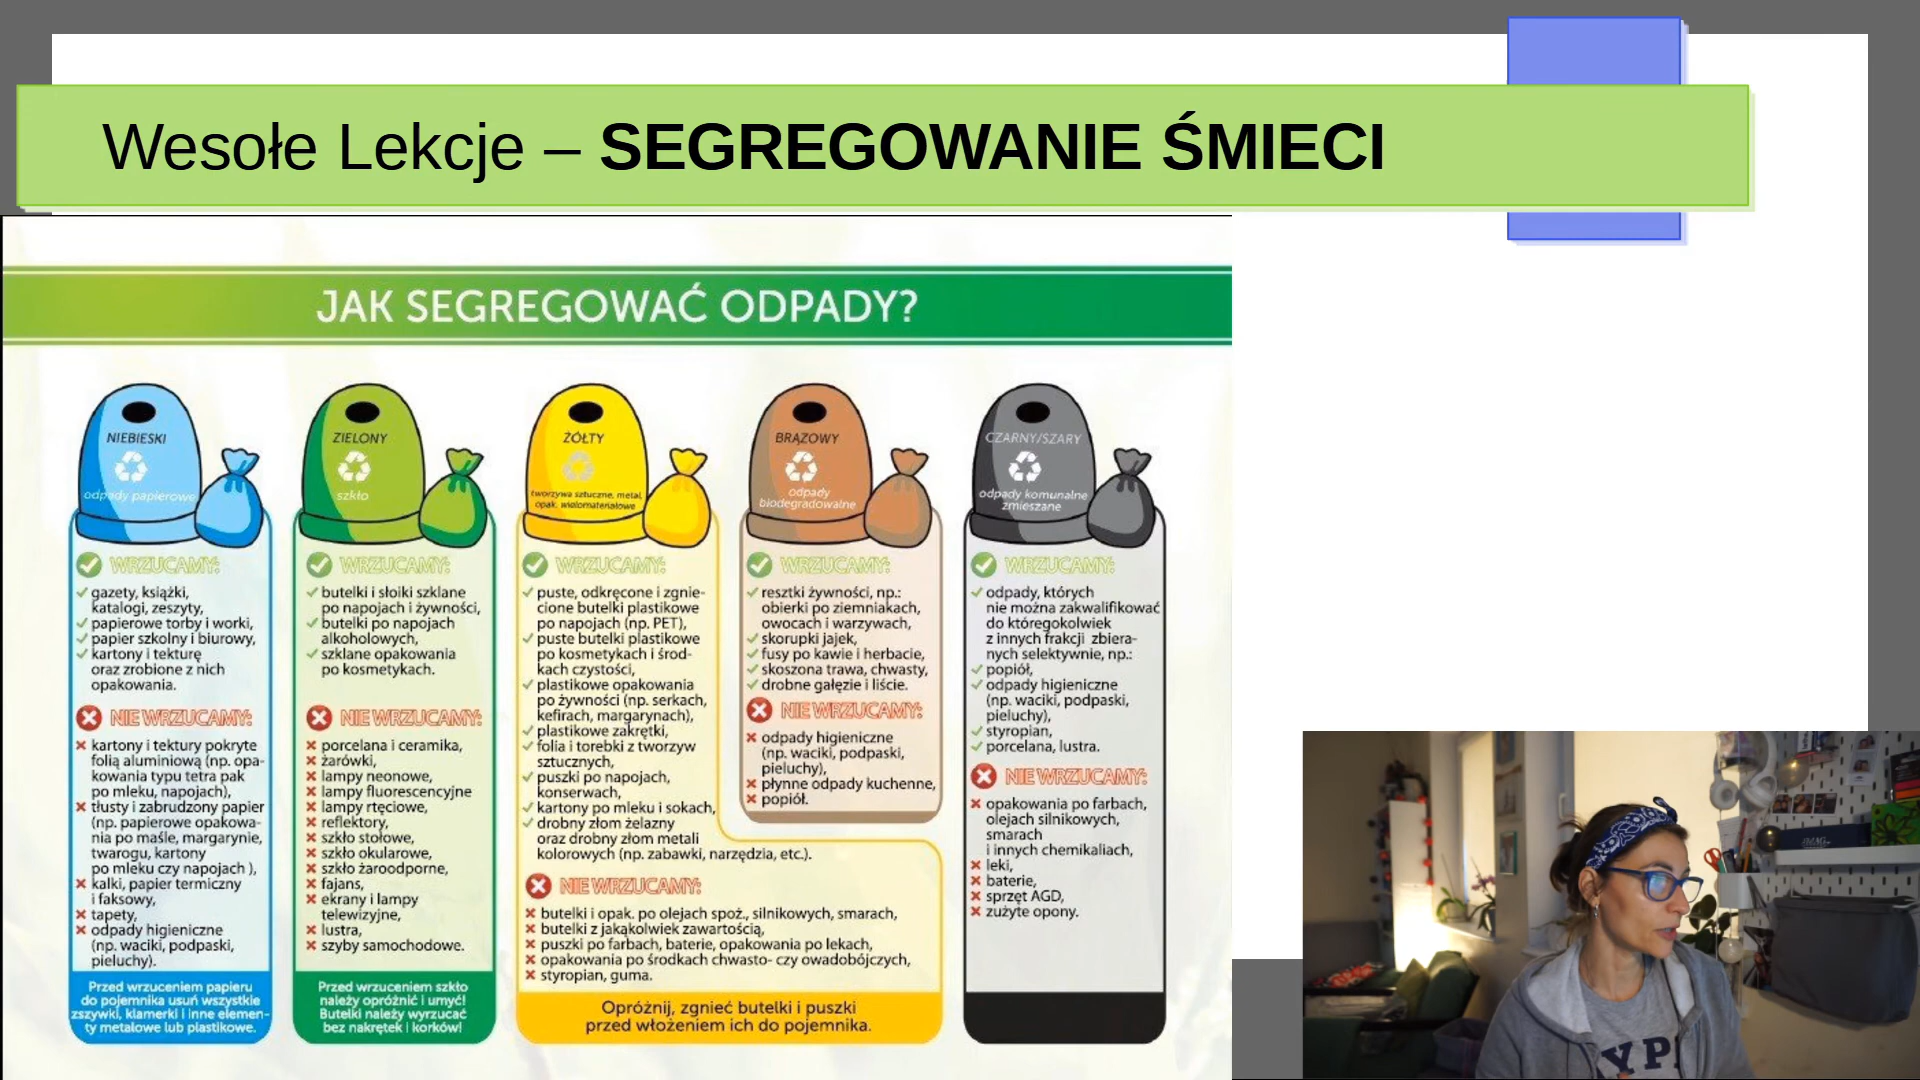 Wesołe Lekcje – SEGREGOWANIE ŚMIECI
JAK SEGREGOWAĆ ODPADY?
NIEBIESKI
odpady papierowe
WRZUCAMY:
gazety, książki,
katalogi, zeszyty,
papierowe torby i worki,
papier szkolny i biurowy,
kartony i tekturę
oraz zrobione z nich
opakowania.
NIE WRZUCAMY:
kartony i tektury pokryte
folią aluminiową (np. opa-
kowania typu tetra pak
po mleku, napojach),
tłusty i zabrudzony papier
(np. papierowe opakowa-
nia po maśle, margarynie,
twarogu, kartony
po mleku czy napojach ),
kalki, papier termiczny
i faksowy,
tapety,
odpady higieniczne
(np. waciki, podpaski,
pieluchy).
Przed wrzuceniem papieru
do pojemnika usuń wszystkie
zszywki, klamerki i inne elemen-
ty metalowe lub plastikowe.
ZIELONY
szkło
WRZUCAMY:
butelki i słoiki szklane
po napojach i żywności,
butelki po napojach
alkoholowych,
szklane opakowania
po kosmetykach.
NIE WRZUCAMY:
porcelana i ceramika,
żarówki,
lampy neonowe,
lampy fluorescencyjne
lampy rtęciowe,
reflektory,
szkło stołowe,
szkło okularowe,
szkło żaroodporne,
fajans,
ekrany i lampy
telewizyjne,
lustra,
szyby samochodowe.
Przed wrzuceniem szkło
należy opróżnić i umyć!
Butelki należy wyrzucać
bez nakrętek i korków!
ŻÓŁTY
tworzywa sztuczne, metal,
opak. wielomateriałowe
WRZUCAMY:
puste, odkręcone i zgnie-
cione butelki plastikowe
po napojach (np. PET),
puste butelki plastikowe
po kosmetykach i środ-
kach czystości,
plastikowe opakowania
po żywności (np. serkach,
kefirach, margarynach),
plastikowe zakrętki,
folia i torebki z tworzyw
sztucznych,
puszki po napojach,
konserwach,
kartony po mleku i sokach,
drobny złom żelazny
oraz drobny złom metali
kolorowych (np. zabawki, narzędzia, etc.).
NIE WRZUCAMY:
butelki i opak. po olejach spoż., silnikowych, smarach,
butelki z jakąkolwiek zawartością,
puszki po farbach, baterie, opakowania po lekach,
opakowania po środkach chwasto- czy owadobójczych,
styropian, guma.
Opróżnij, zgnieć butelki i puszki
przed włożeniem ich do pojemnika.
BRĄZOWY
odpady
biodegradowalne
WRZUCAMY:
resztki żywności, np.:
obierki po ziemniakach,
owocach i warzywach,
skorupki jajek,
fusy po kawie i herbacie,
skoszona trawa, chwasty,
drobne gałęzie i liście.
NIE WRZUCAMY:
odpady higieniczne
(np. waciki, podpaski,
pieluchy),
płynne odpady kuchenne,
popiół.
CZARNY/SZARY
odpady komunalne
zmieszane
WRZUCAMY:
odpady, których
nie można zakwalifikować
do któregokolwiek
z innych frakcji zbiera-
nych selektywnie, np.:
popiół,
odpady higieniczne
(np. waciki, podpaski,
pieluchy),
styropian,
porcelana, lustra.
NIE WRZUCAMY:
opakowania po farbach,
olejach silnikowych,
smarach
i innych chemikaliach,
leki,
baterie,
sprzęt AGD,
zużyte opony.
YP